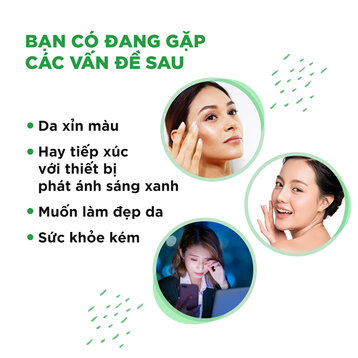 BẠN CÓ ĐANG GẶP
CÁC VẤN ĐỀ SAU
• Da xỉn màu
• Hay tiếp xúc
với thiết bị
phát ánh sáng xanh
• Muốn làm đẹp da
• Sức khỏe kém